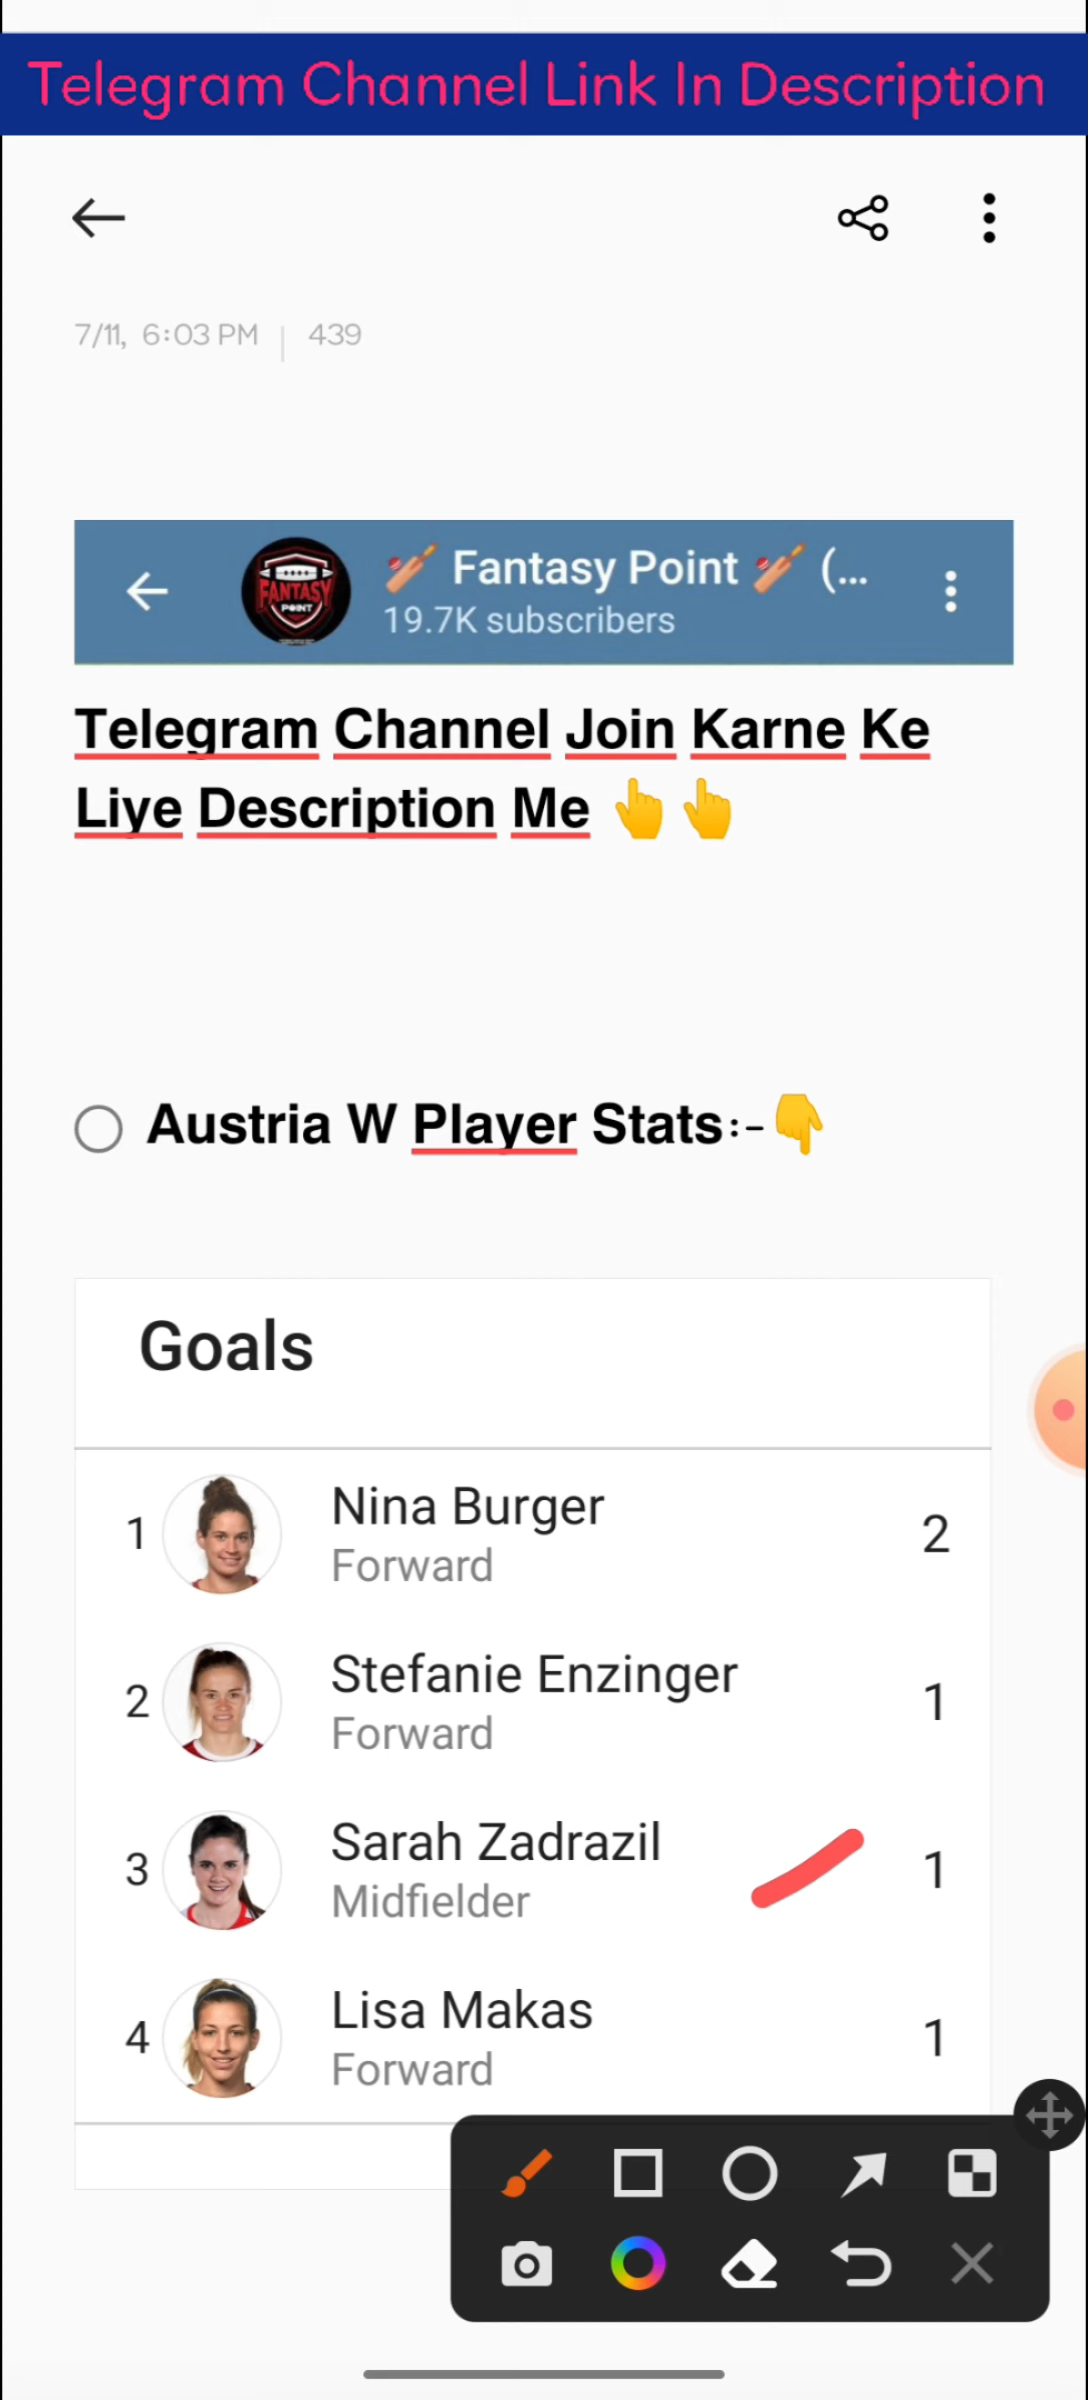 Telegram Channel Link In Description
7/11, 6:03 PM | 439
🏏 Fantasy Point 🏏 (...
FANTASY
POINT
19.7K subscribers
Telegram Channel Join Karne Ke
Liye Description Me 👆👆
Austria W Player Stats:-👇
Goals
1 Nina Burger 2
Forward
2 Stefanie Enzinger 1
Forward
3 Sarah Zadrazil 1
Midfielder
4 Lisa Makas 1
Forward